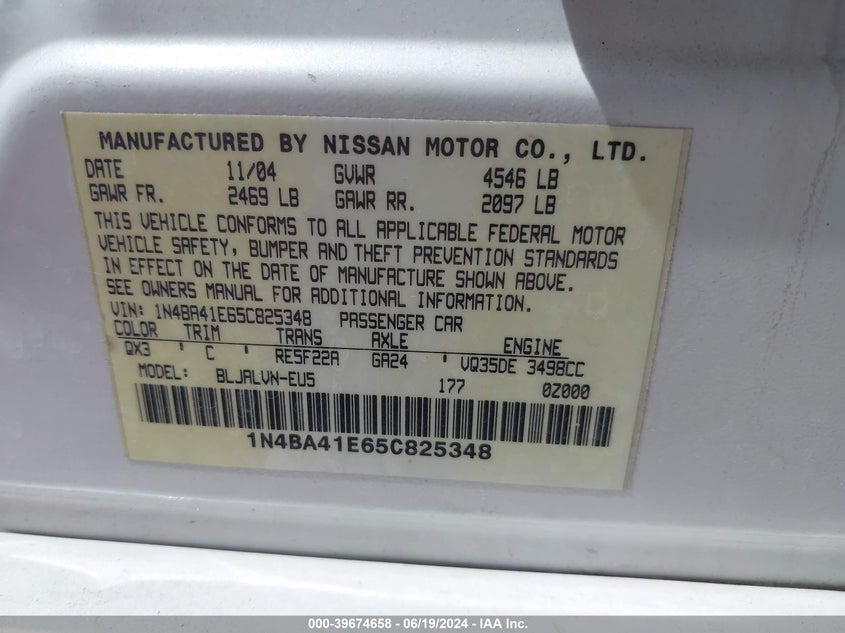 MANUFACTURED BY NISSAN MOTOR CO., LTD.
DATE 11/04 GVWR 4546 LB
GAWR FR. 2469 LB GAWR RR. 2097 LB
THIS VEHICLE CONFORMS TO ALL APPLICABLE FEDERAL MOTOR
VEHICLE SAFETY, BUMPER AND THEFT PREVENTION STANDARDS
IN EFFECT ON THE DATE OF MANUFACTURE SHOWN ABOVE.
SEE OWNERS MANUAL FOR ADDITIONAL INFORMATION.
VIN: 1N4BA41E65C825348 PASSENGER CAR
COLOR TRIM TRANS AXLE ENGINE
QX3 ' C ' RE5F22A GA24 ' VQ35DE 3498CC
MODEL: BLJALVN-EU5 177 0Z000
1N4BA41E65C825348
000-39674658 - 06/19/2024 - IAA Inc.